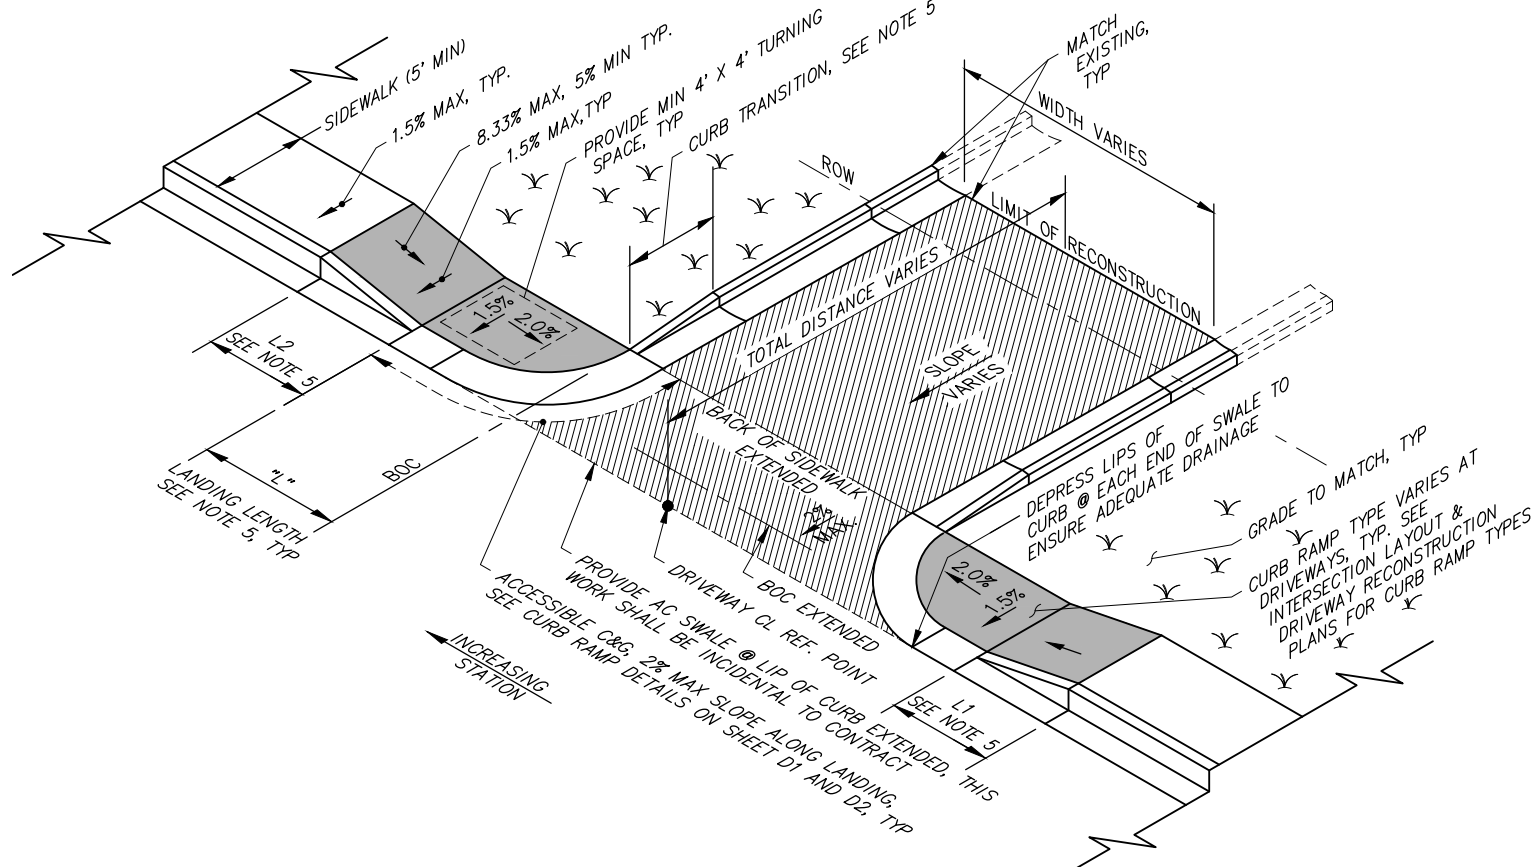 SIDEWALK (5' MIN)
1.5% MAX, TYP.
8.33% MAX, 5% MIN TYP.
1.5% MAX,TYP
PROVIDE MIN 4' X 4' TURNING
SPACE, TYP
CURB TRANSITION, SEE NOTE 5
MATCH
EXISTING,
TYP
WIDTH VARIES
ROW
LIMIT OF RECONSTRUCTION
TOTAL DISTANCE VARIES
SLOPE
VARIES
1.5%
2.0%
L2
SEE NOTE 5
"L"
LANDING LENGTH
SEE NOTE 5, TYP
BOC
BACK OF SIDEWALK
EXTENDED
2%
MAX.
DEPRESS LIPS OF
CURB @ EACH END OF SWALE TO
ENSURE ADEQUATE DRAINAGE
GRADE TO MATCH, TYP
CURB RAMP TYPE VARIES AT
DRIVEWAYS, TYP. SEE
INTERSECTION LAYOUT &
DRIVEWAY RECONSTRUCTION
PLANS FOR CURB RAMP TYPES
2.0%
1.5%
BOC EXTENDED
DRIVEWAY CL REF. POINT
PROVIDE AC SWALE @ LIP OF CURB EXTENDED, THIS
WORK SHALL BE INCIDENTAL TO CONTRACT
ACCESSIBLE C&G, 2% MAX SLOPE ALONG LANDING,
SEE CURB RAMP DETAILS ON SHEET D1 AND D2, TYP
L1
SEE NOTE 5
INCREASING
STATION